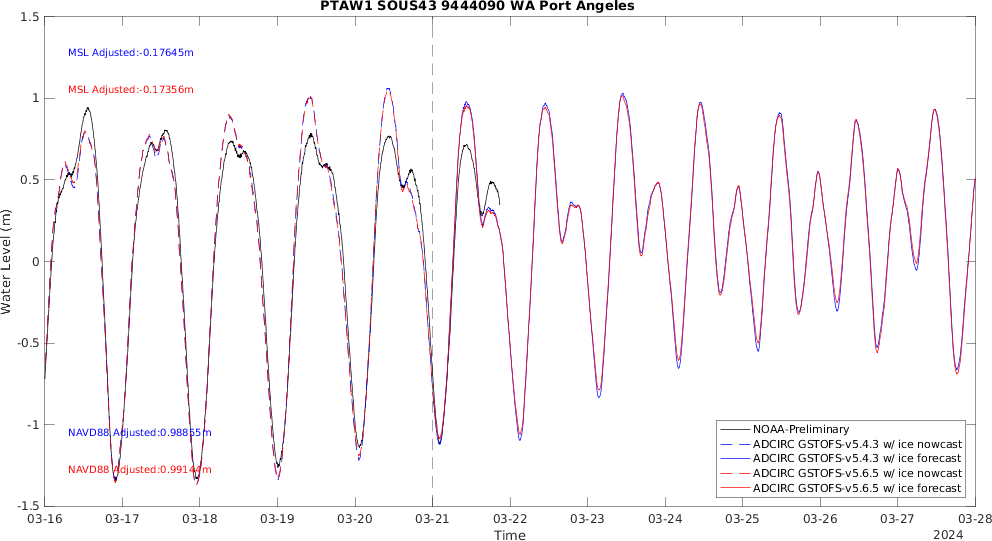 PTAW1 SOUS43 9444090 WA Port Angeles
1.5
MSL Adjusted:-0.17645m
1
MSL Adjusted:-0.17356m
0.5
Water Level (m)
0
-0.5
-1
NAVD88 Adjusted:0.98855m
NAVD88 Adjusted:0.99144m
-1.5
NOAA-Preliminary
ADCIRC GSTOFS-v5.4.3 w/ ice nowcast
ADCIRC GSTOFS-v5.4.3 w/ ice forecast
ADCIRC GSTOFS-v5.6.5 w/ ice nowcast
ADCIRC GSTOFS-v5.6.5 w/ ice forecast
03-16 03-17 03-18 03-19 03-20 03-21 03-22 03-23 03-24 03-25 03-26 03-27 03-28
Time
2024